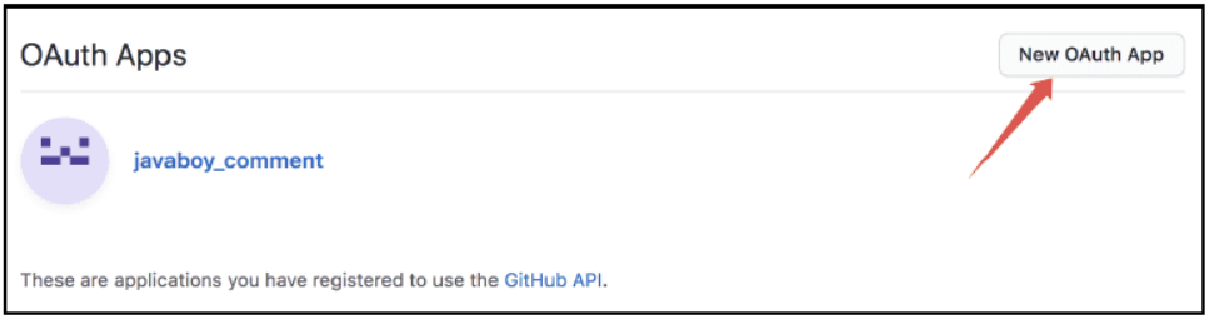 OAuth Apps
New OAuth App
javaboy_comment
These are applications you have registered to use the GitHub API.